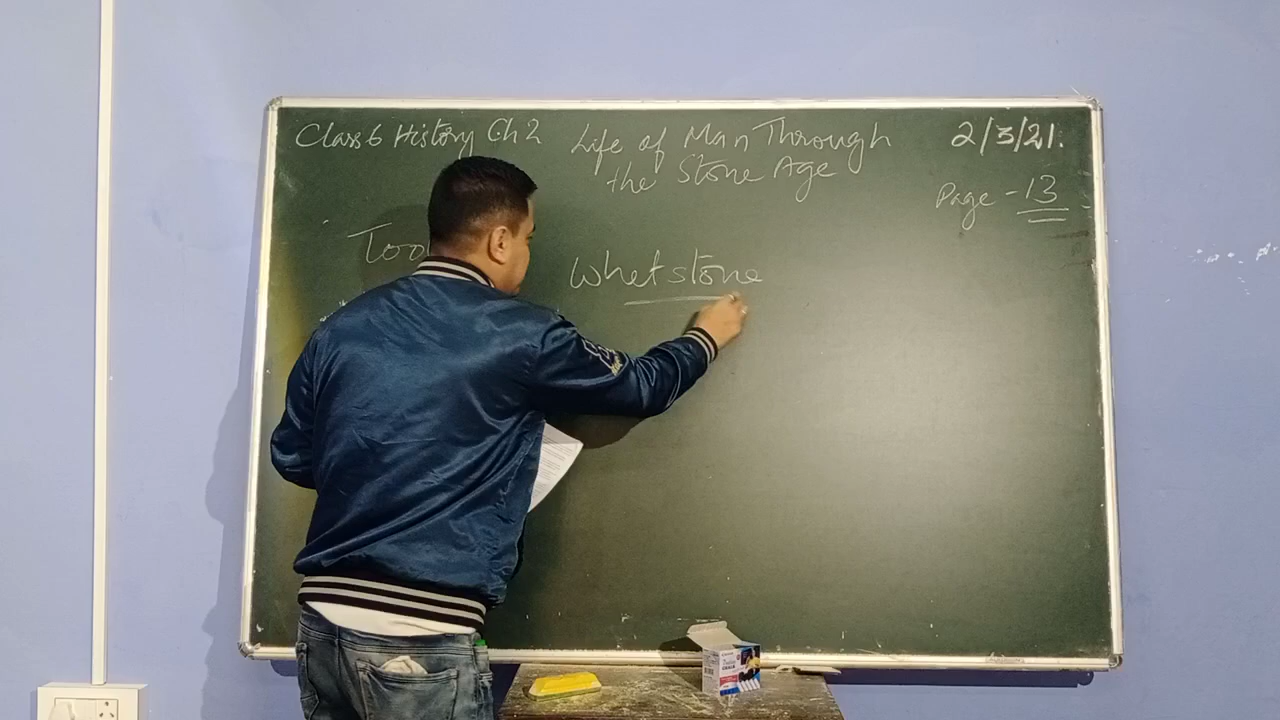 Class 6 History Ch 2
Life of Man Through
the Stone Age
2/3/21.
Page - 13
Whetstone